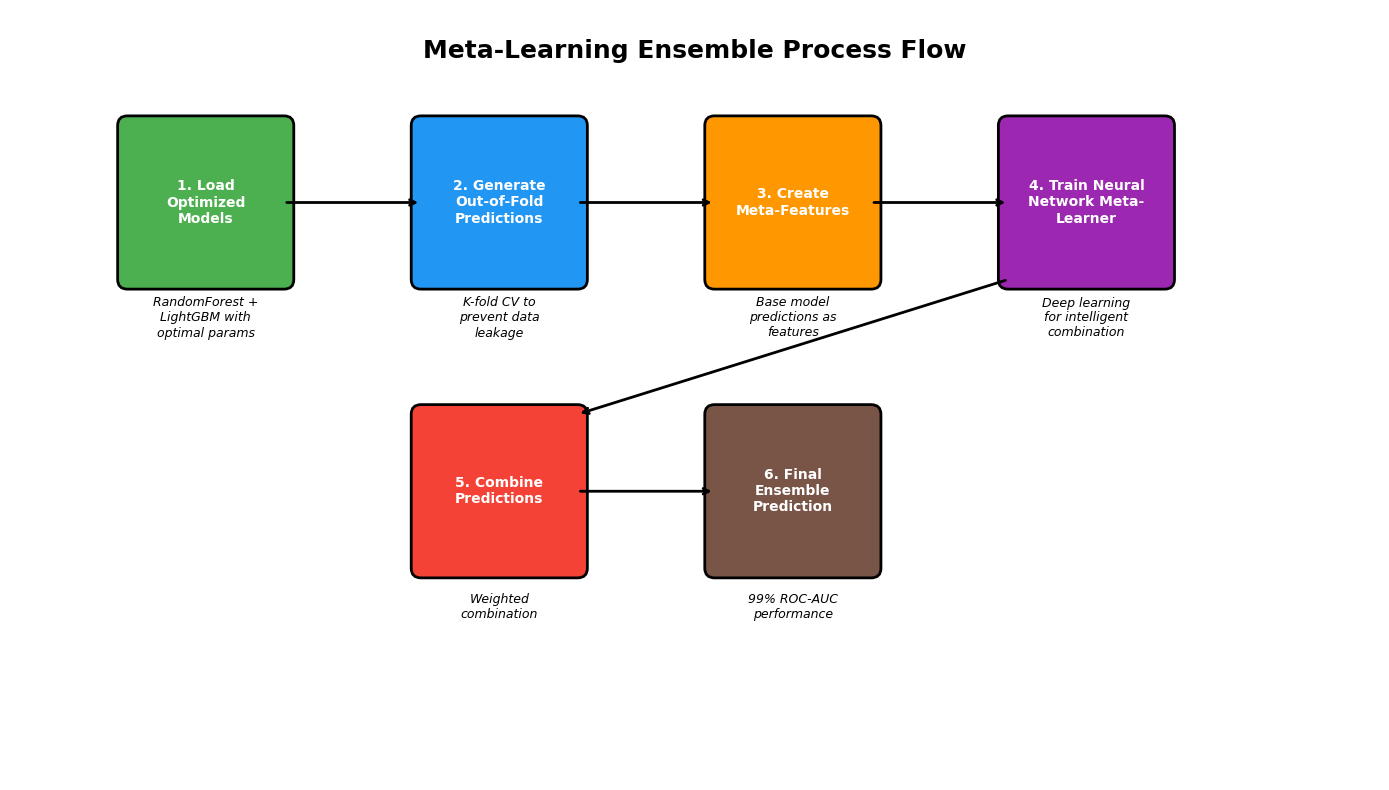 Meta-Learning Ensemble Process Flow
1. Load
Optimized
Models
2. Generate
Out-of-Fold
Predictions
3. Create
Meta-Features
4. Train Neural
Network Meta-
Learner
RandomForest +
LightGBM with
optimal params
K-fold CV to
prevent data
leakage
Base model
predictions as
features
Deep learning
for intelligent
combination
5. Combine
Predictions
6. Final
Ensemble
Prediction
Weighted
combination
99% ROC-AUC
performance